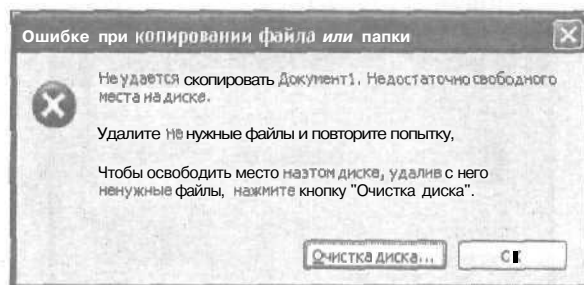 Ошибке при копировании файла или папки
Не удается скопировать Документ1. Недостаточно свободного
места на диске.
Удалите не нужные файлы и повторите попытку,
Чтобы освободить место на этом диске, удалив с него
ненужные файлы, нажмите кнопку "Очистка диска".
Очистка диска...